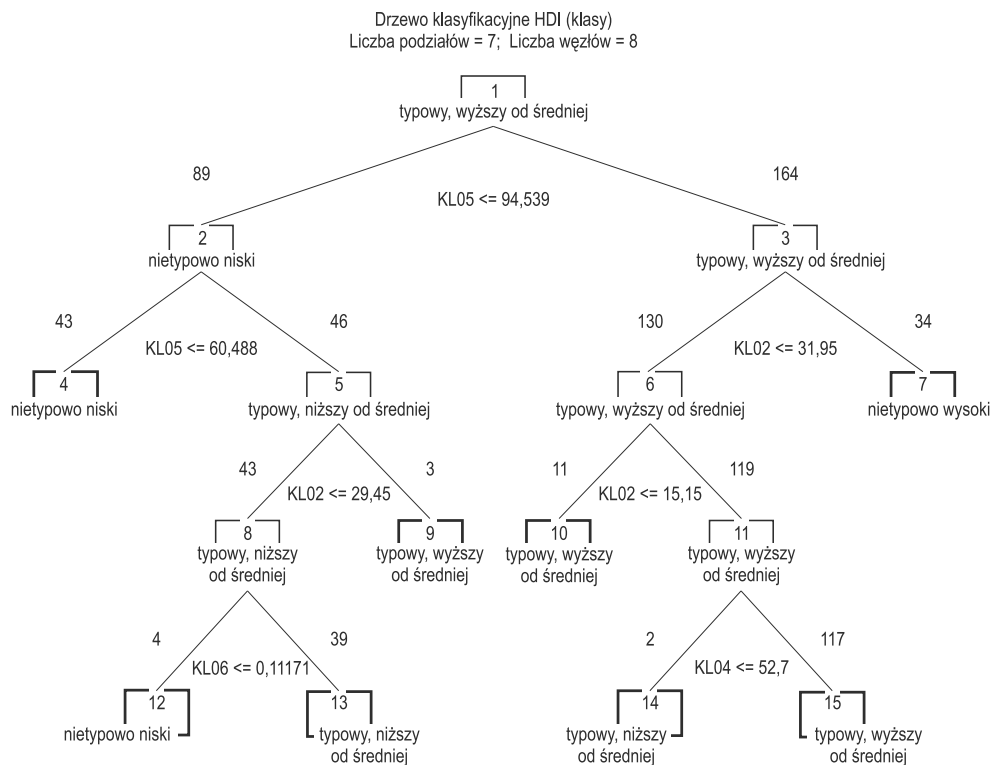 Drzewo klasyfikacyjne HDI (klasy)
Liczba podziałów = 7; Liczba węzłów = 8
1
typowy, wyższy od średniej
89
164
KL05 <= 94,539
2
nietypowo niski
3
typowy, wyższy od średniej
43
46
KL05 <= 60,488
130
34
KL02 <= 31,95
4
nietypowo niski
5
typowy, niższy od średniej
6
typowy, wyższy od średniej
7
nietypowo wysoki
43
3
KL02 <= 29,45
11
119
KL02 <= 15,15
8
typowy, niższy
od średniej
9
typowy, wyższy
od średniej
10
typowy, wyższy
od średniej
11
typowy, wyższy
od średniej
4
39
KL06 <= 0,11171
2
117
KL04 <= 52,7
12
nietypowo niski
13
typowy, niższy
od średniej
14
typowy, niższy
od średniej
15
typowy, wyższy
od średniej